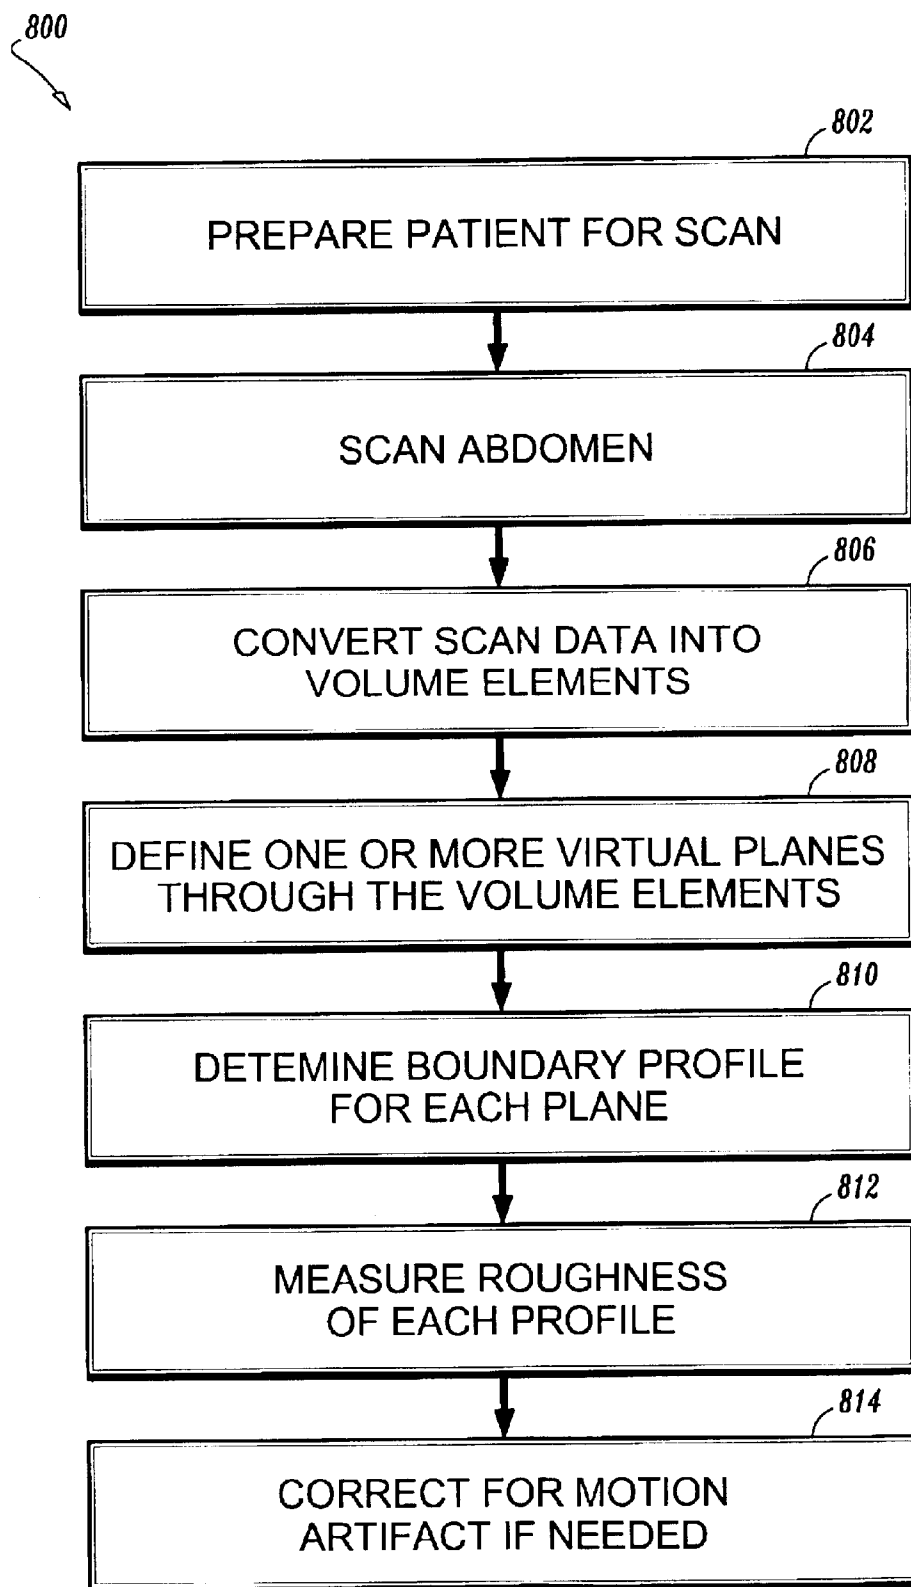 800
802
PREPARE PATIENT FOR SCAN
804
SCAN ABDOMEN
806
CONVERT SCAN DATA INTO
VOLUME ELEMENTS
808
DEFINE ONE OR MORE VIRTUAL PLANES
THROUGH THE VOLUME ELEMENTS
810
DETEMINE BOUNDARY PROFILE
FOR EACH PLANE
812
MEASURE ROUGHNESS
OF EACH PROFILE
814
CORRECT FOR MOTION
ARTIFACT IF NEEDED